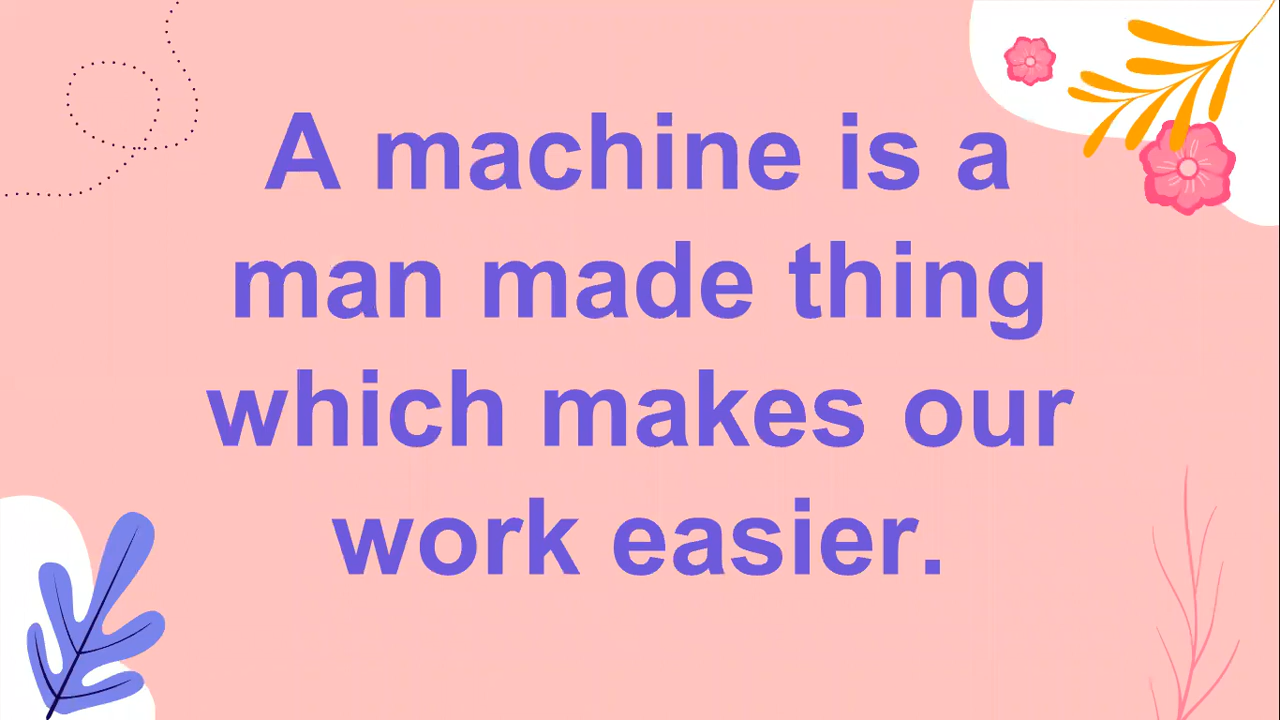 A machine is a
man made thing
which makes our
work easier.